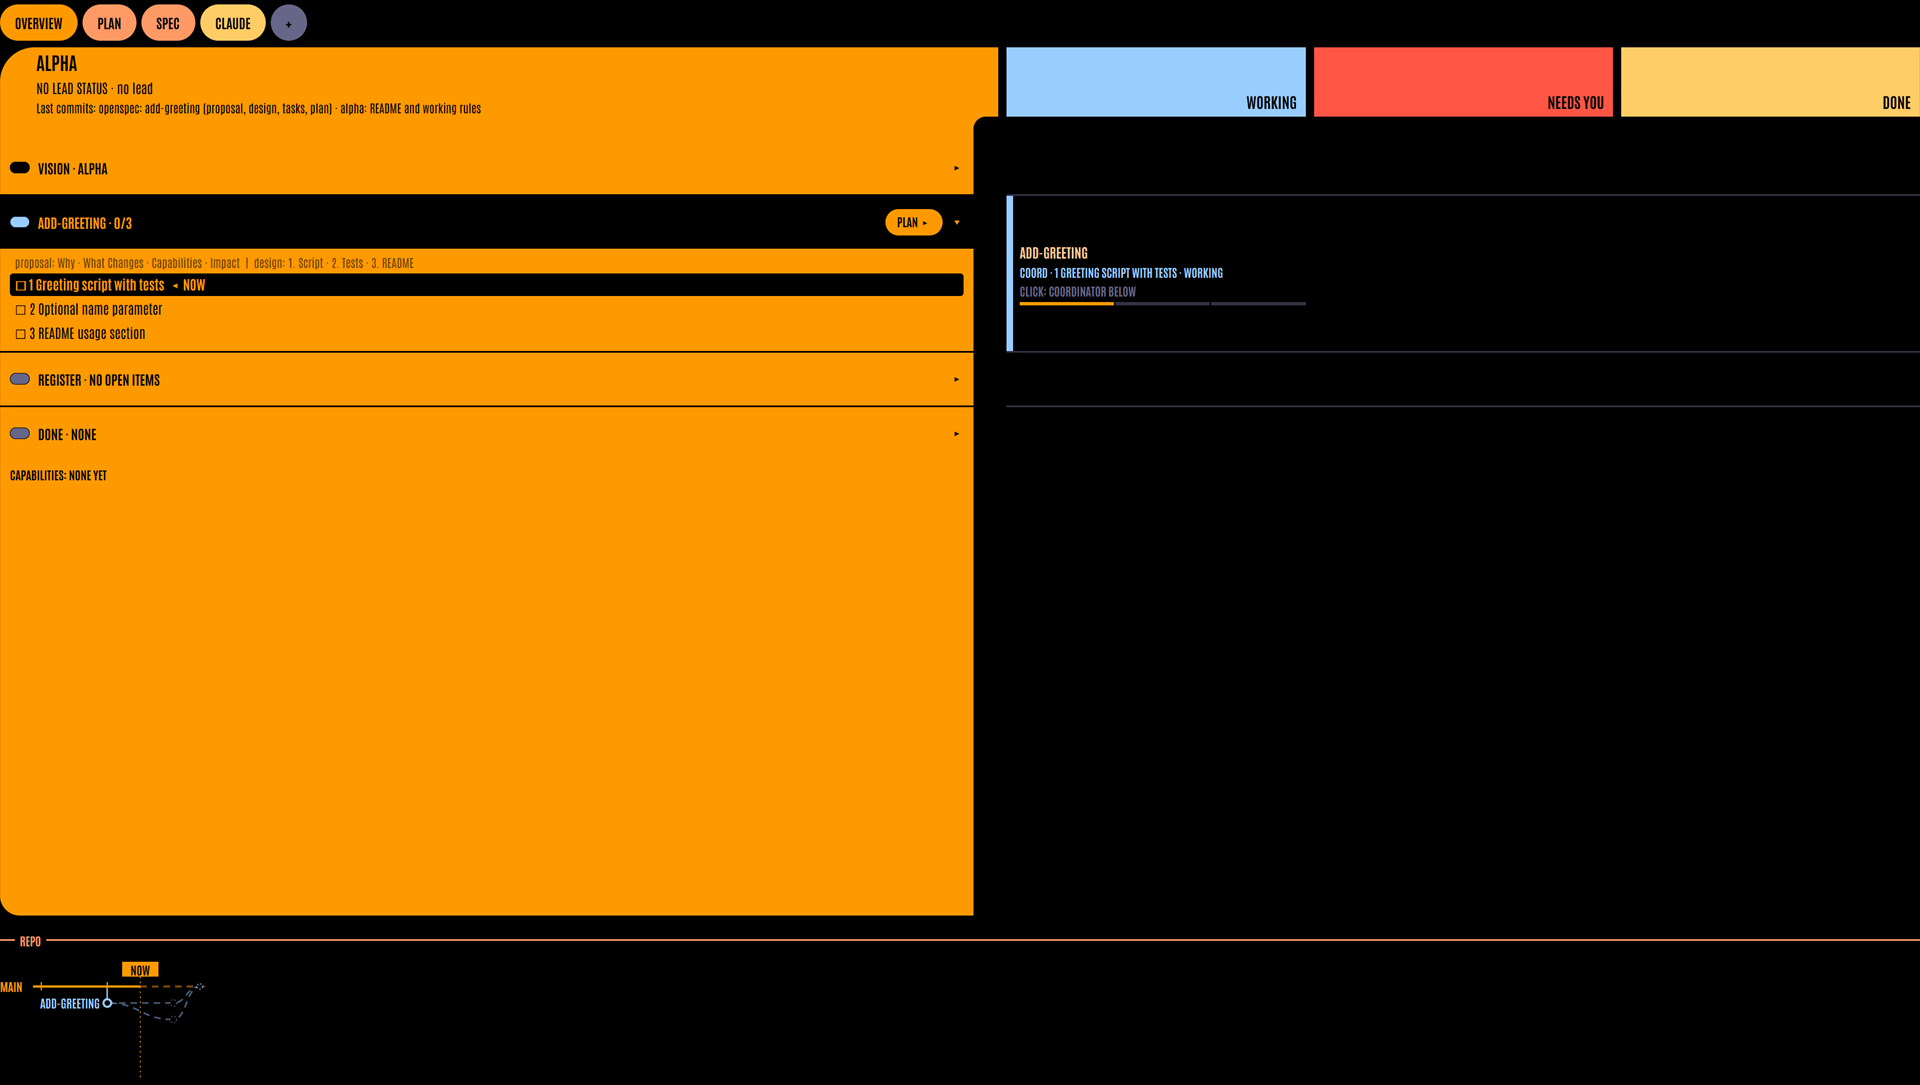 OVERVIEW PLAN SPEC CLAUDE +
ALPHA
NO LEAD STATUS · no lead
Last commits: openspec: add-greeting (proposal, design, tasks, plan) · alpha: README and working rules
WORKING
NEEDS YOU
DONE
VISION · ALPHA
ADD-GREETING · 0/3
PLAN ▸
proposal: Why · What Changes · Capabilities · Impact | design: 1. Script · 2. Tests · 3. README
1 Greeting script with tests ◂ NOW
2 Optional name parameter
3 README usage section
ADD-GREETING
COORD · 1 GREETING SCRIPT WITH TESTS · WORKING
CLICK: COORDINATOR BELOW
REGISTER · NO OPEN ITEMS
DONE · NONE
CAPABILITIES: NONE YET
REPO
NOW
MAIN
ADD-GREETING